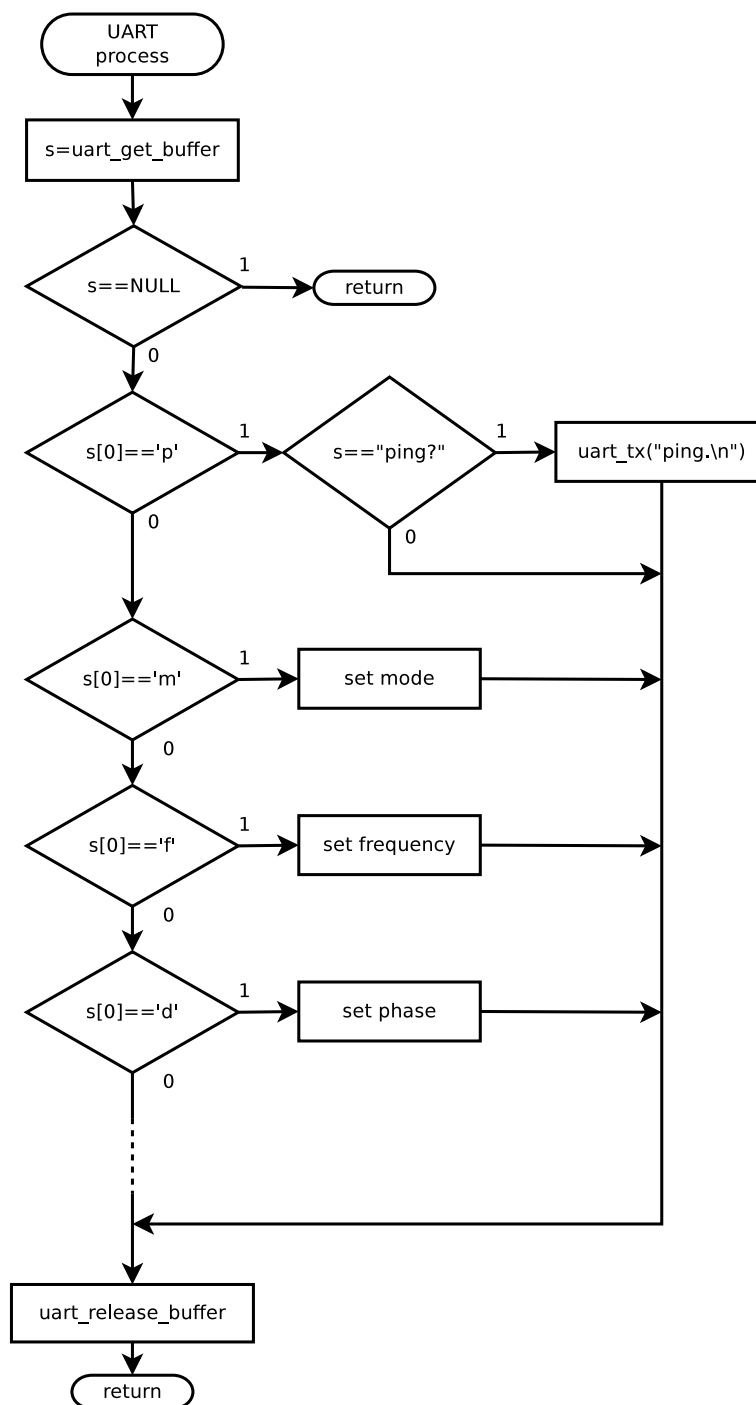 UART
process
s=uart_get_buffer
s==NULL
1
return
0
s[0]=='p'
1
s=="ping?"
1
uart_tx("ping.\n")
0
0
s[0]=='m'
1
set mode
0
s[0]=='f'
1
set frequency
0
s[0]=='d'
1
set phase
0
uart_release_buffer
return